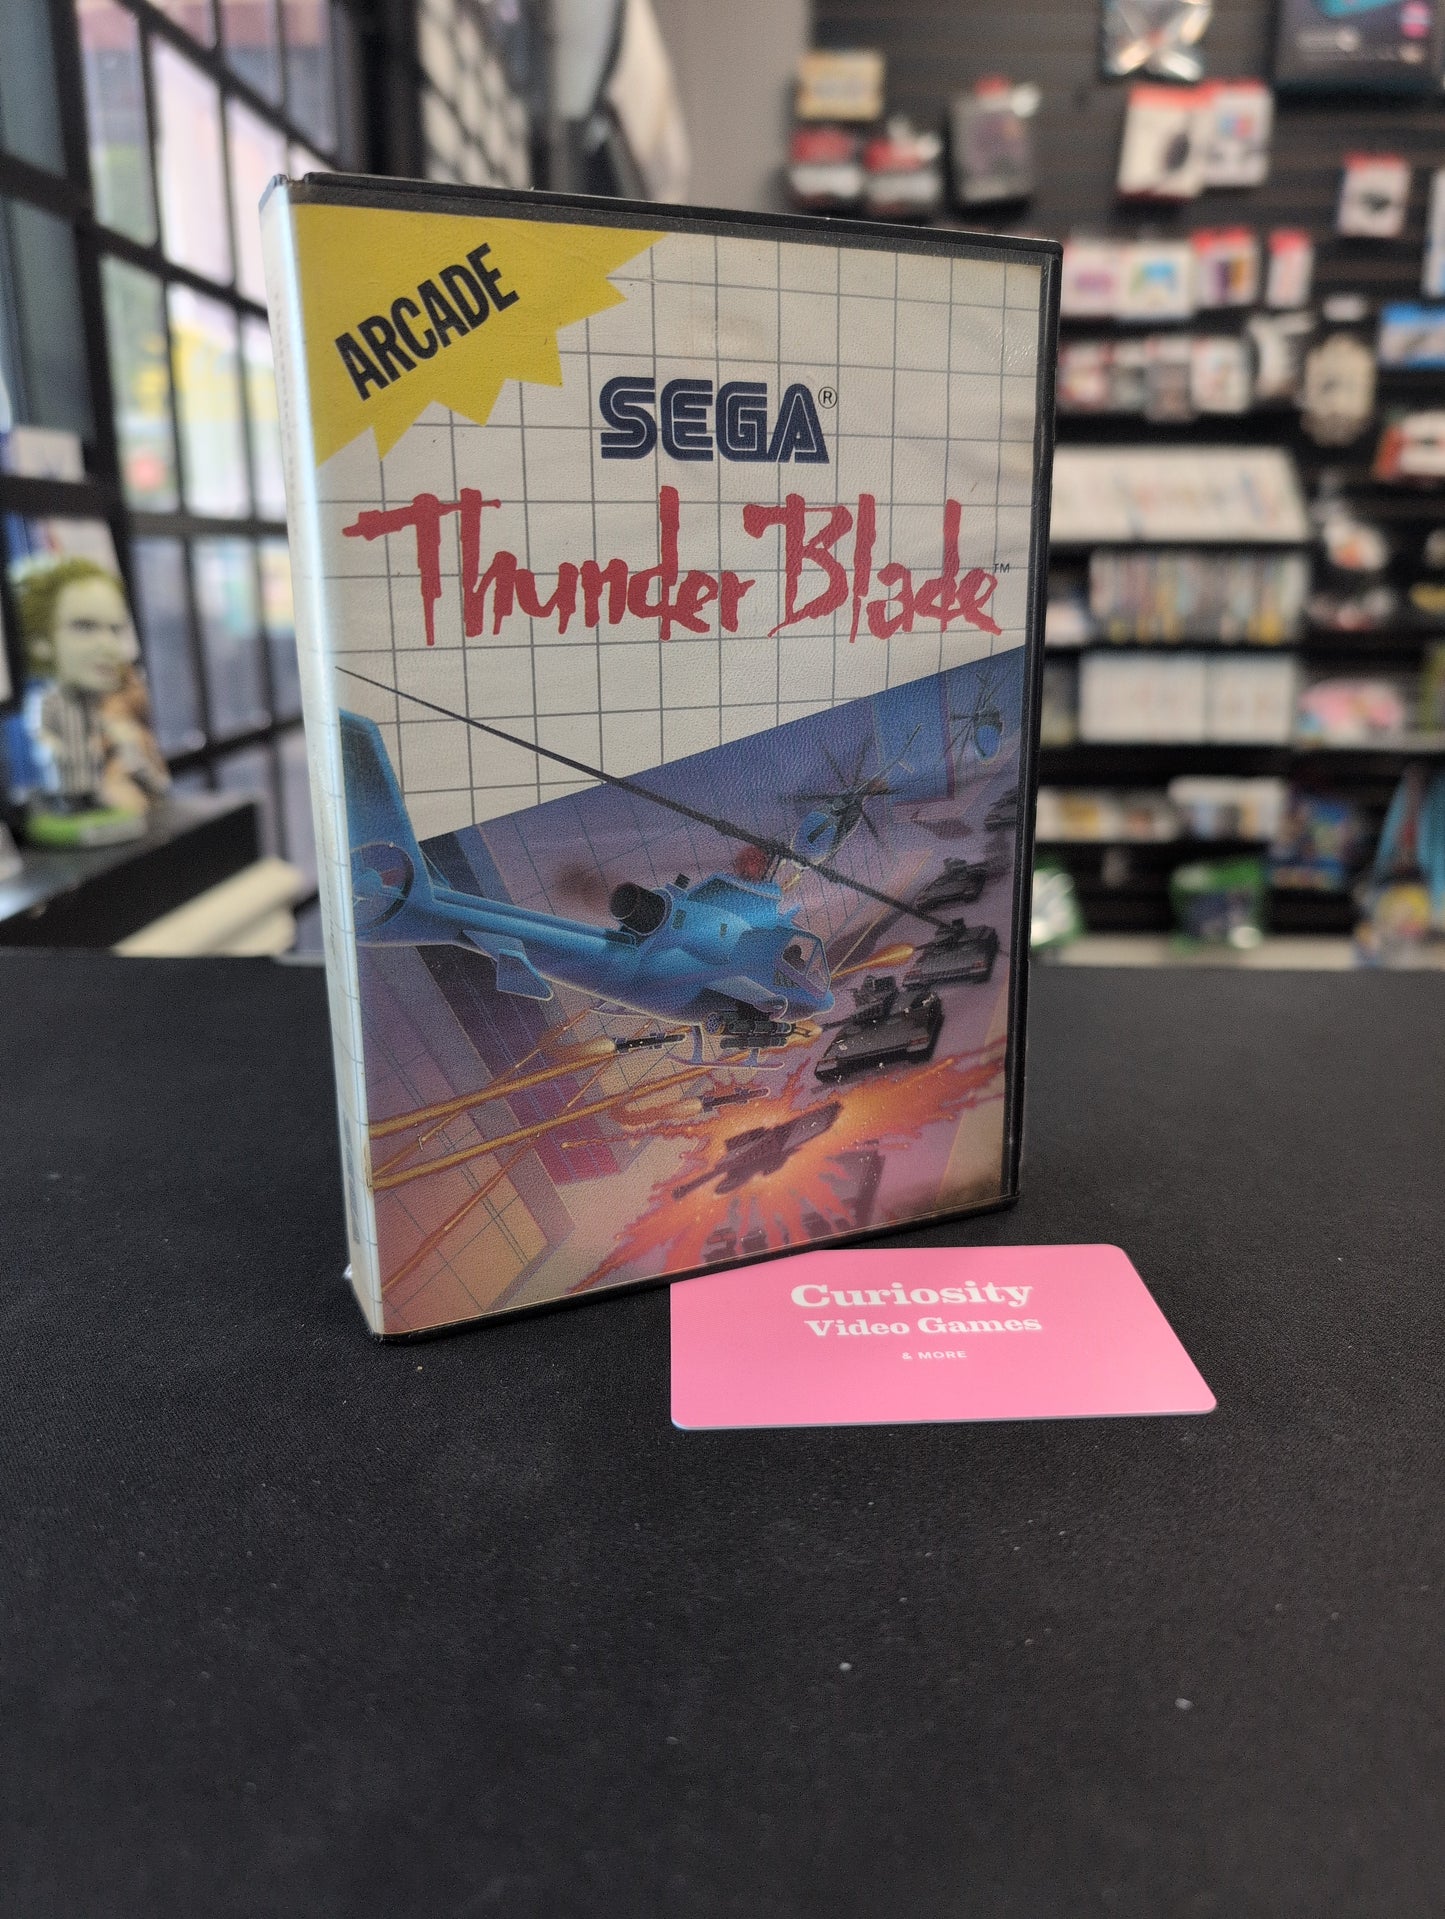 ARCADE
SEGA®
Thunder Blade™
Curiosity
Video Games
& MORE